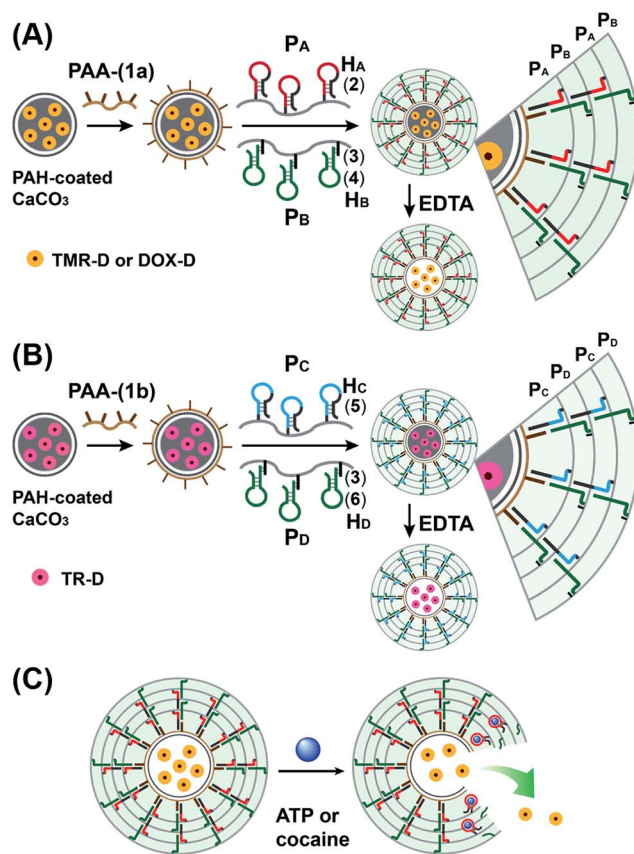 (A)
PAA-(1a)
PA
HA
(2)
PAH-coated
CaCO3
(3)
(4)
PB
HB
EDTA
TMR-D or DOX-D
PA
PB
PA
PB
(B)
PAA-(1b)
PC
HC
(5)
PAH-coated
CaCO3
(3)
(6)
PD
HD
EDTA
TR-D
PC
PD
PC
PD
(C)
ATP or
cocaine